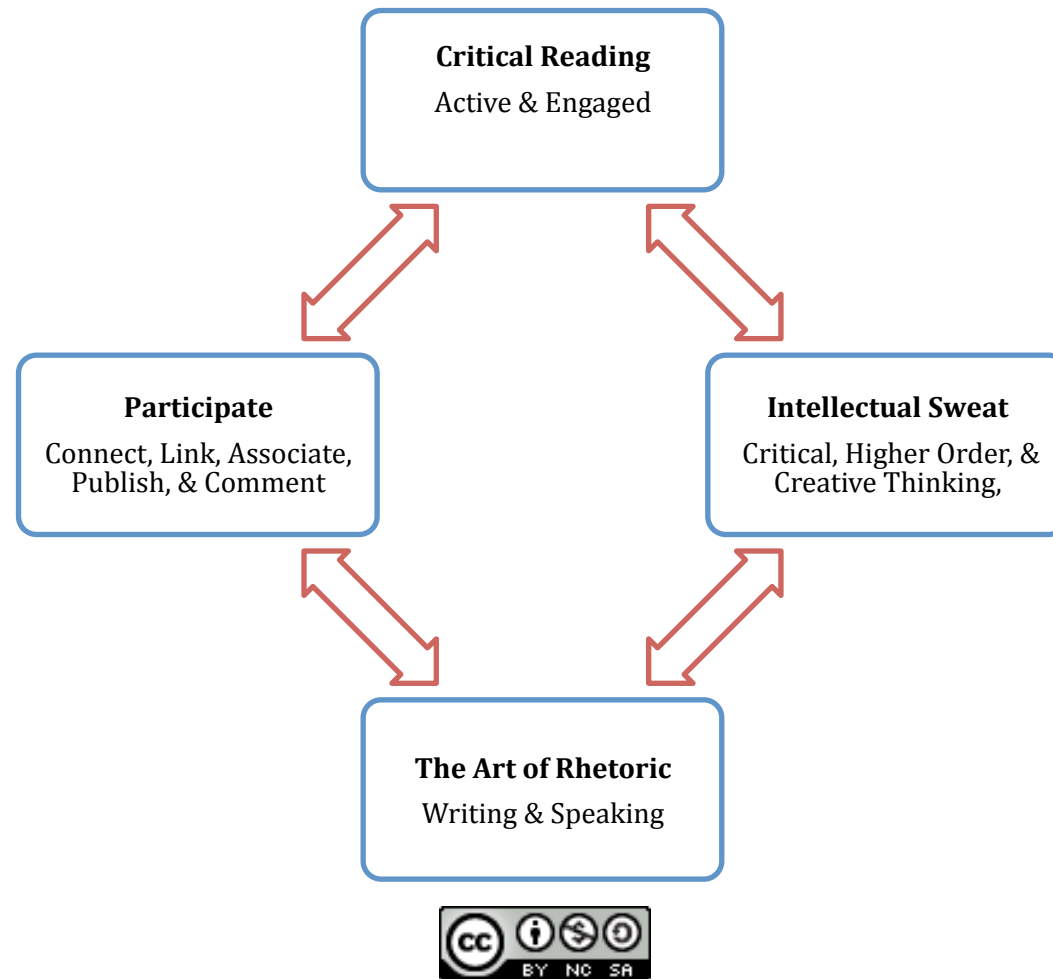 Critical Reading
Active & Engaged
Participate
Connect, Link, Associate,
Publish, & Comment
Intellectual Sweat
Critical, Higher Order, &
Creative Thinking,
The Art of Rhetoric
Writing & Speaking
cc
BY NC SA